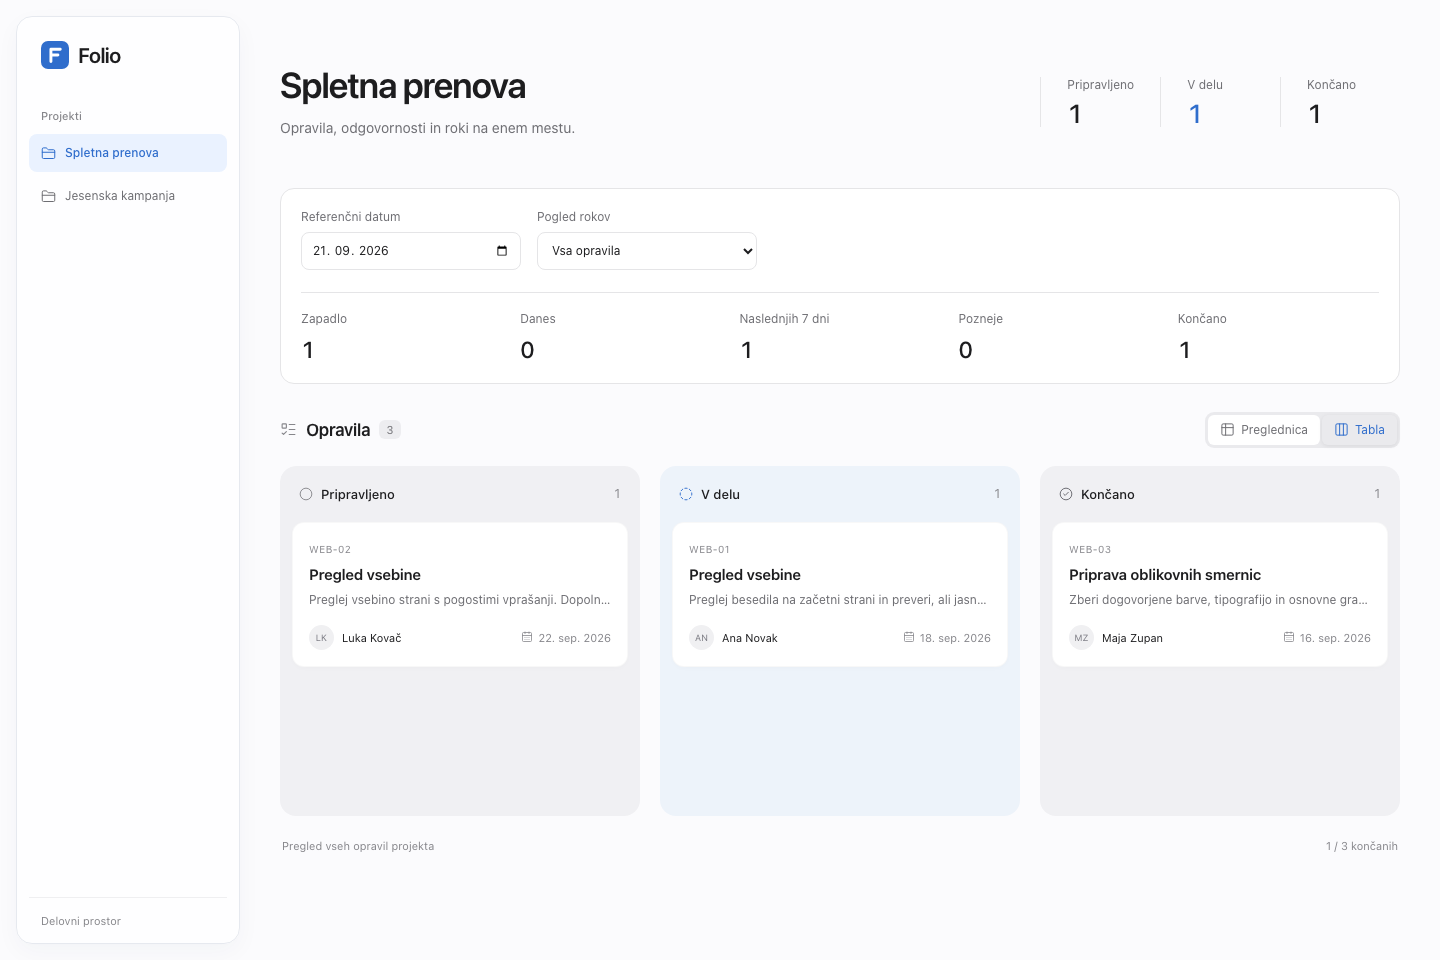 Folio
Projekti
Spletna prenova
Jesenska kampanja
Delovni prostor
Spletna prenova
Opravila, odgovornosti in roki na enem mestu.
Pripravljeno
1
V delu
1
Končano
1
Referenčni datum
21. 09. 2026
Pogled rokov
Vsa opravila
Zapadlo
1
Danes
0
Naslednjih 7 dni
1
Pozneje
0
Končano
1
Opravila 3
Preglednica
Tabla
Pripravljeno 1
WEB-02
Pregled vsebine
Preglej vsebino strani s pogostimi vprašanji. Dopoln...
LK Luka Kovač 22. sep. 2026
V delu 1
WEB-01
Pregled vsebine
Preglej besedila na začetni strani in preveri, ali jasn...
AN Ana Novak 18. sep. 2026
Končano 1
WEB-03
Priprava oblikovnih smernic
Zberi dogovorjene barve, tipografijo in osnovne gra...
MZ Maja Zupan 16. sep. 2026
Pregled vseh opravil projekta
1 / 3 končanih